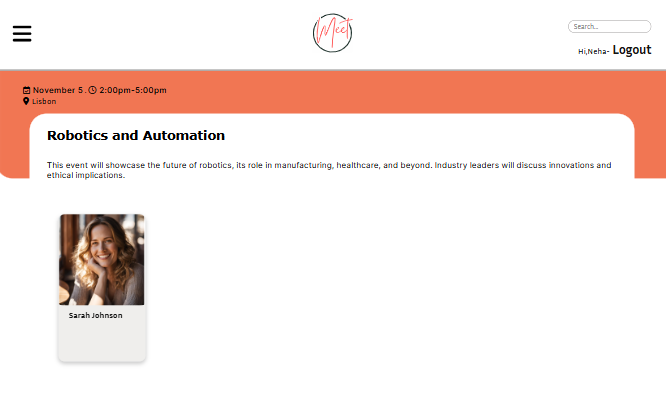 Meet
Search...
Hi,Neha- Logout
November 5 . 2:00pm-5:00pm
Lisbon
Robotics and Automation
This event will showcase the future of robotics, its role in manufacturing, healthcare, and beyond. Industry leaders will discuss innovations and
ethical implications.
Sarah Johnson